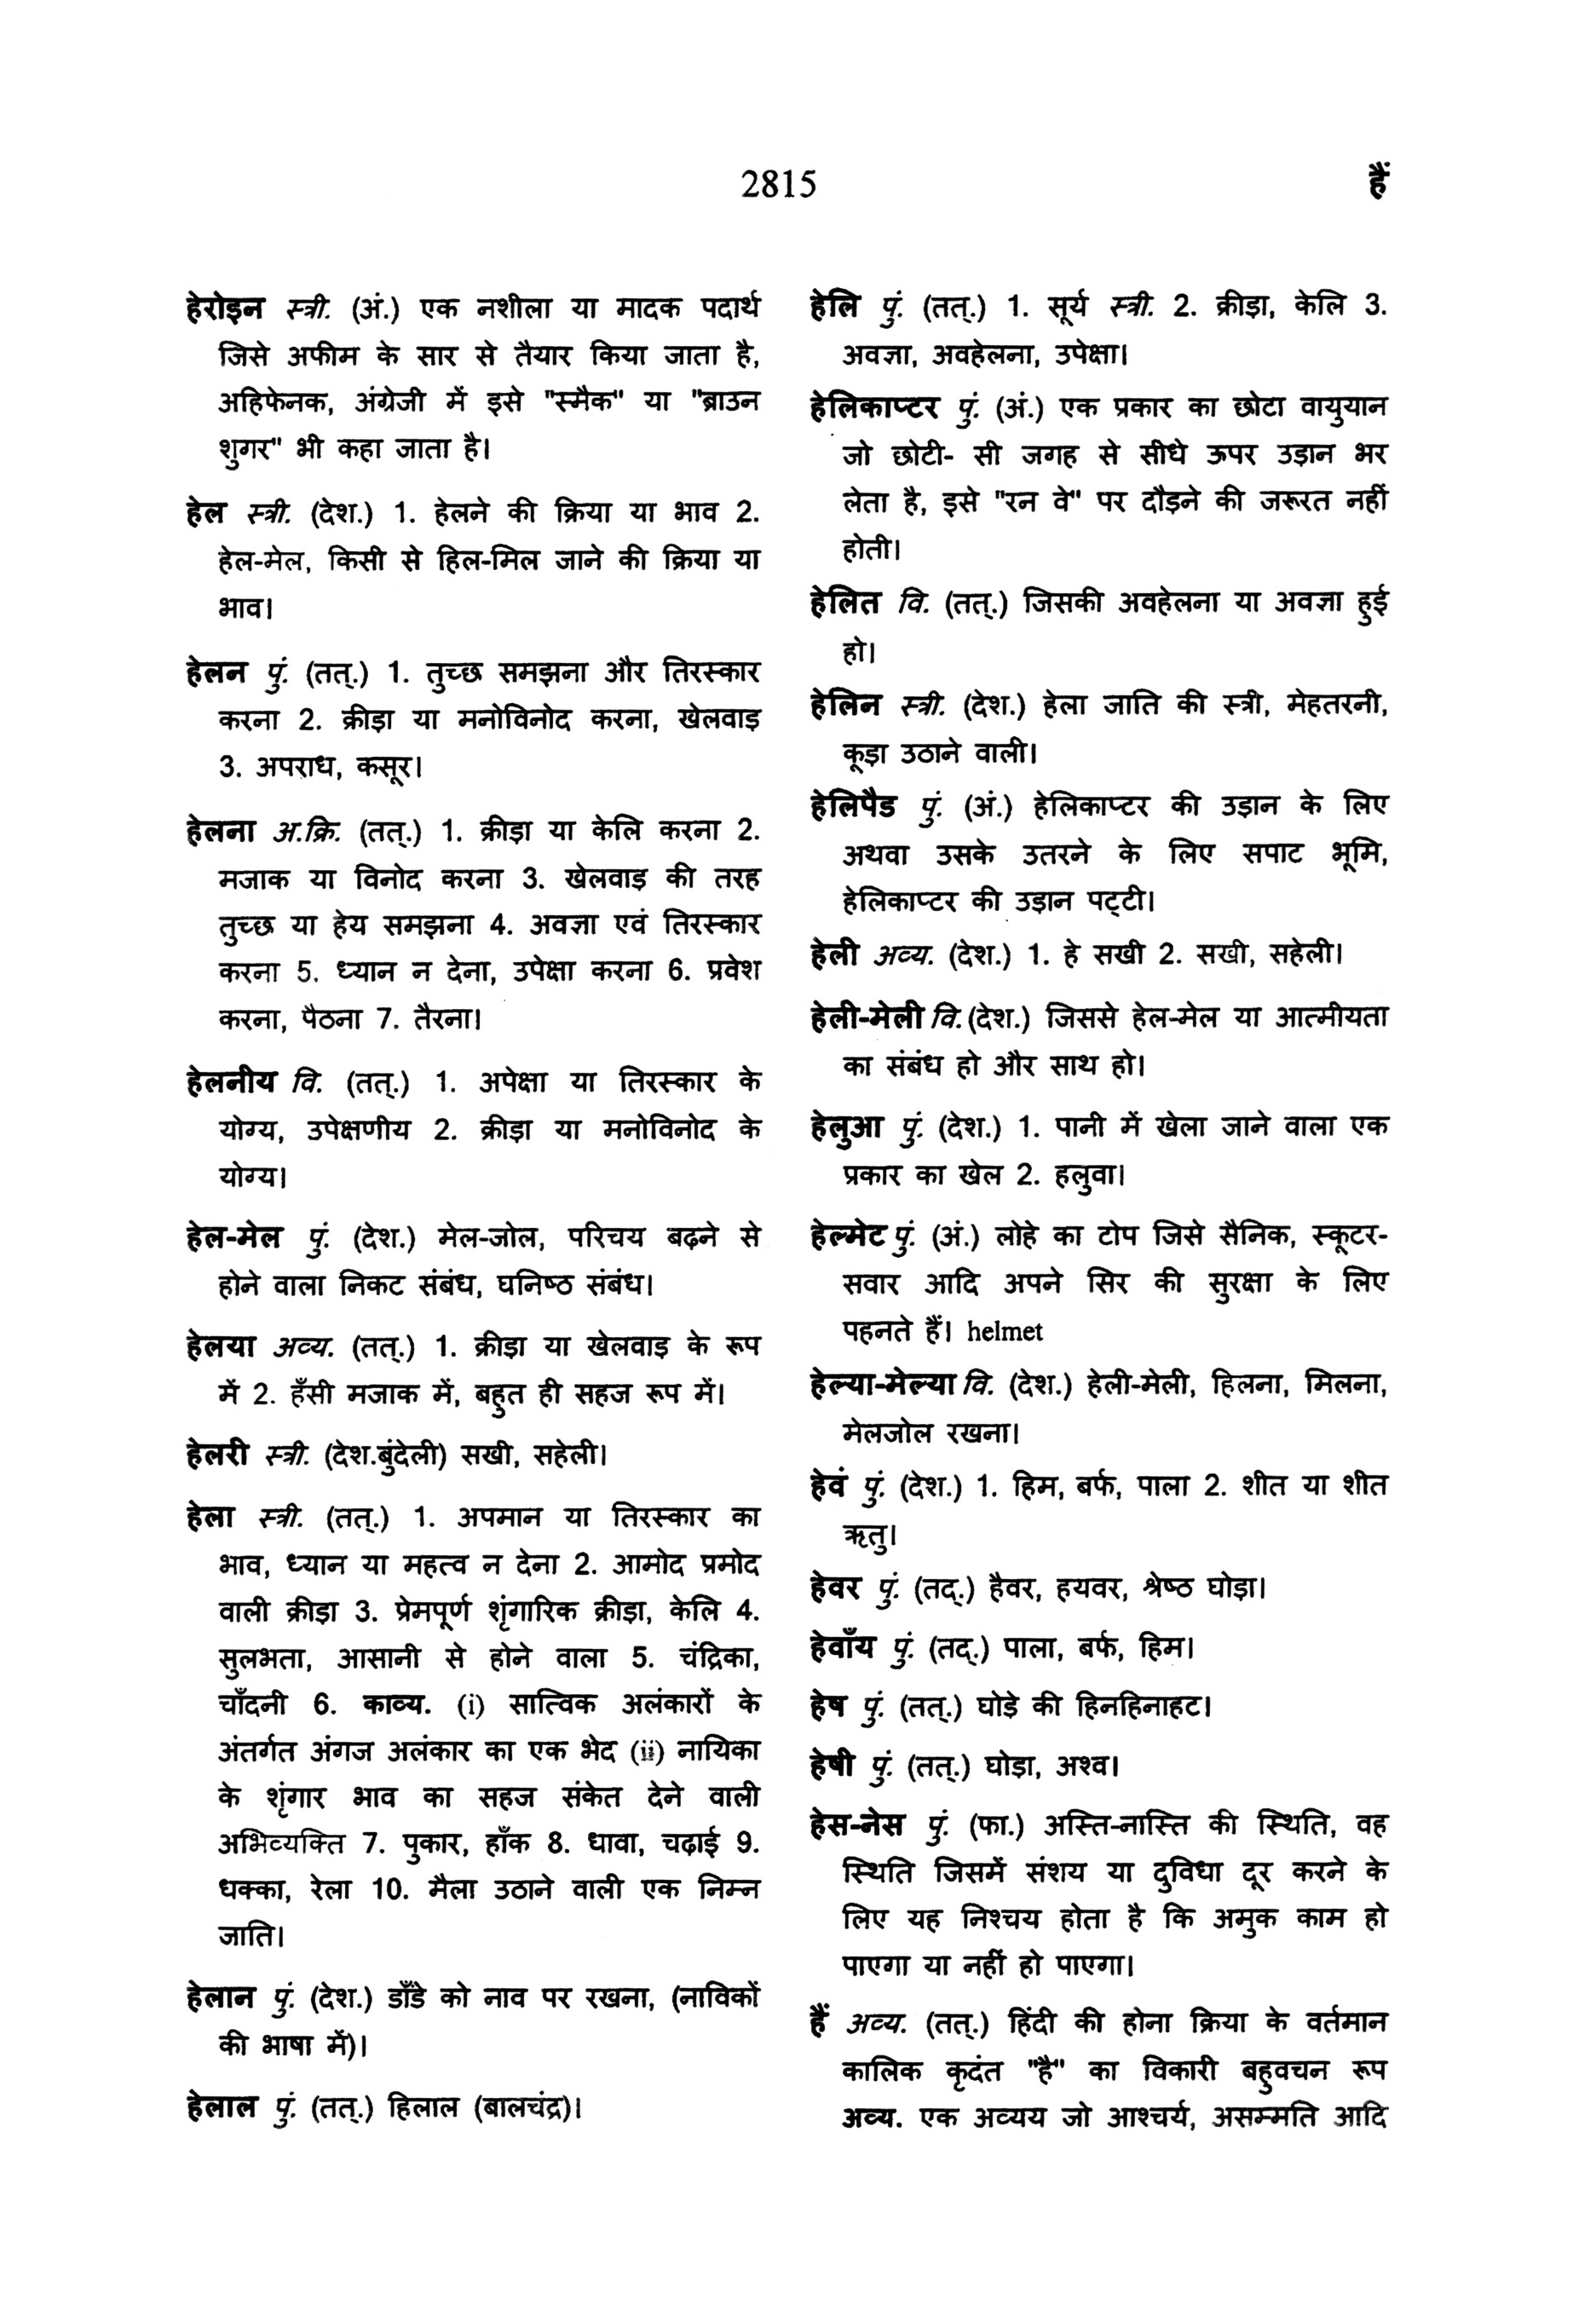 2815
हैं
हेरोइन स्त्री. (अं.) एक नशीला या मादक पदार्थ
जिसे अफीम के सार से तैयार किया जाता है,
अहिफेनक, अंग्रेजी में इसे "स्मैक" या "ब्राउन
शुगर" भी कहा जाता है।
हेल स्त्री. (देश.) 1. हेलने की क्रिया या भाव 2.
हेल-मेल, किसी से हिल-मिल जाने की क्रिया या
भाव।
हेलन पुं. (तत्.) 1. तुच्छ समझना और तिरस्कार
करना 2. क्रीड़ा या मनोविनोद करना, खेलवाड़
3. अपराध, कसूर।
हेलना अ.क्रि. (तत्.) 1. क्रीड़ा या केलि करना 2.
मजाक या विनोद करना 3. खेलवाड़ की तरह
तुच्छ या हेय समझना 4. अवज्ञा एवं तिरस्कार
करना 5. ध्यान न देना, उपेक्षा करना 6. प्रवेश
करना, पैठना 7. तैरना।
हेलनीय वि. (तत्.) 1. अपेक्षा या तिरस्कार के
योग्य, उपेक्षणीय 2. क्रीड़ा या मनोविनोद के
योग्य।
हेल-मेल पुं. (देश.) मेल-जोल, परिचय बढ़ने से
होने वाला निकट संबंध, घनिष्ठ संबंध।
हेलया अव्य. (तत्.) 1. क्रीड़ा या खेलवाड़ के रूप
में 2. हँसी मजाक में, बहुत ही सहज रूप में।
हेलरी स्त्री. (देश.बुंदेली) सखी, सहेली।
हेला स्त्री. (तत्.) 1. अपमान या तिरस्कार का
भाव, ध्यान या महत्व न देना 2. आमोद प्रमोद
वाली क्रीड़ा 3. प्रेमपूर्ण शृंगारिक क्रीड़ा, केलि 4.
सुलभता, आसानी से होने वाला 5. चंद्रिका,
चाँदनी 6. काव्य. (i) सात्विक अलंकारों के
अंतर्गत अंगज अलंकार का एक भेद (ii) नायिका
के शृंगार भाव का सहज संकेत देने वाली
अभिव्यक्ति 7. पुकार, हाँक 8. धावा, चढ़ाई 9.
धक्का, रेला 10. मैला उठाने वाली एक निम्न
जाति।
हेलान पुं. (देश.) डाँडे को नाव पर रखना, (नाविकों
की भाषा में)।
हेलाल पुं. (तत्.) हिलाल (बालचंद्र)।
हेलि पुं. (तत्.) 1. सूर्य स्त्री. 2. क्रीड़ा, केलि 3.
अवज्ञा, अवहेलना, उपेक्षा।
हेलिकाप्टर पुं. (अं.) एक प्रकार का छोटा वायुयान
जो छोटी- सी जगह से सीधे ऊपर उड़ान भर
लेता है, इसे "रन वे" पर दौड़ने की जरूरत नहीं
होती।
हेलित वि. (तत्.) जिसकी अवहेलना या अवज्ञा हुई
हो।
हेलिन स्त्री. (देश.) हेला जाति की स्त्री, मेहतरनी,
कूड़ा उठाने वाली।
हेलिपैड पुं. (अं.) हेलिकाप्टर की उड़ान के लिए
अथवा उसके उतरने के लिए सपाट भूमि,
हेलिकाप्टर की उड़ान पट्टी।
हेली अव्य. (देश.) 1. हे सखी 2. सखी, सहेली।
हेली-मेली वि. (देश.) जिससे हेल-मेल या आत्मीयता
का संबंध हो और साथ हो।
हेलुआ पुं. (देश.) 1. पानी में खेला जाने वाला एक
प्रकार का खेल 2. हलुवा।
हेल्मेट पुं. (अं.) लोहे का टोप जिसे सैनिक, स्कूटर-
सवार आदि अपने सिर की सुरक्षा के लिए
पहनते हैं। helmet
हेल्या-मेल्या वि. (देश.) हेली-मेली, हिलना, मिलना,
मेलजोल रखना।
हेवं पुं. (देश.) 1. हिम, बर्फ, पाला 2. शीत या शीत
ऋतु।
हेवर पुं. (तद्.) हैवर, हयवर, श्रेष्ठ घोड़ा।
हेवाँय पुं. (तद्.) पाला, बर्फ, हिम।
हेष पुं. (तत्.) घोड़े की हिनहिनाहट।
हेषी पुं. (तत्.) घोड़ा, अश्व।
हेस-नेस पुं. (फा.) अस्ति-नास्ति की स्थिति, वह
स्थिति जिसमें संशय या दुविधा दूर करने के
लिए यह निश्चय होता है कि अमुक काम हो
पाएगा या नहीं हो पाएगा।
हैं अव्य. (तत्.) हिंदी की होना क्रिया के वर्तमान
कालिक कृदंत "है" का विकारी बहुवचन रूप
अव्य. एक अव्यय जो आश्चर्य, असम्मति आदि